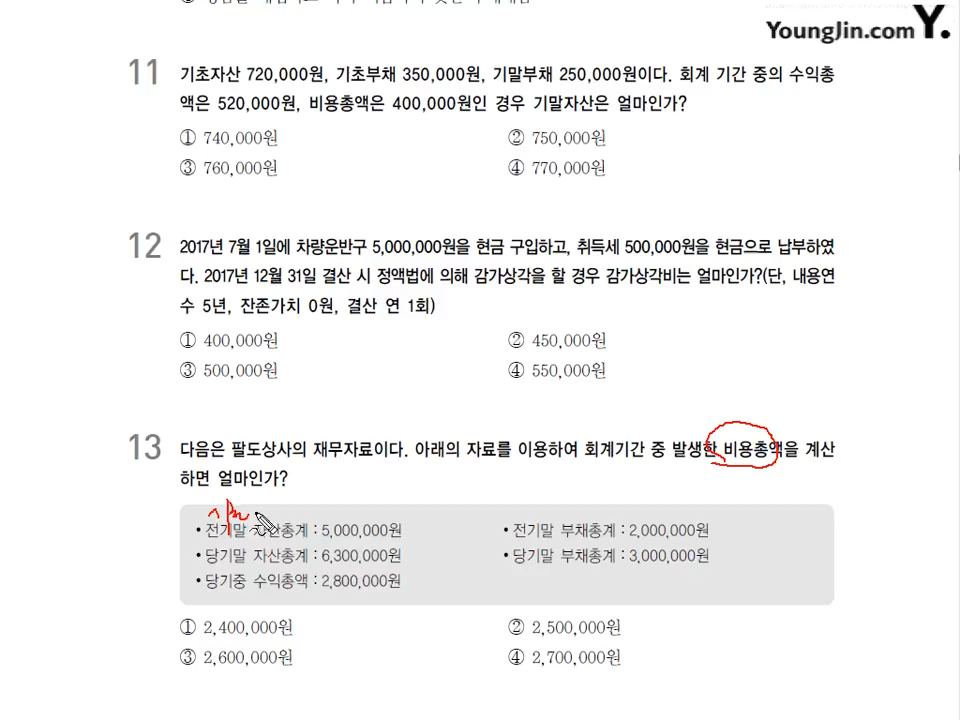 YoungJin.com Y.
11 기초자산 720,000원, 기초부채 350,000원, 기말부채 250,000원이다. 회계 기간 중의 수익총
액은 520,000원, 비용총액은 400,000원인 경우 기말자산은 얼마인가?
① 740,000원 ② 750,000원
③ 760,000원 ④ 770,000원
12 2017년 7월 1일에 차량운반구 5,000,000원을 현금 구입하고, 취득세 500,000원을 현금으로 납부하였
다. 2017년 12월 31일 결산 시 정액법에 의해 감가상각을 할 경우 감가상각비는 얼마인가?(단, 내용연
수 5년, 잔존가치 0원, 결산 연 1회)
① 400,000원 ② 450,000원
③ 500,000원 ④ 550,000원
13 다음은 팔도상사의 재무자료이다. 아래의 자료를 이용하여 회계기간 중 발생한 비용총액을 계산
하면 얼마인가?
• 전기말 자산총계 : 5,000,000원 • 전기말 부채총계 : 2,000,000원
• 당기말 자산총계 : 6,300,000원 • 당기말 부채총계 : 3,000,000원
• 당기중 수익총액 : 2,800,000원
① 2,400,000원 ② 2,500,000원
③ 2,600,000원 ④ 2,700,000원